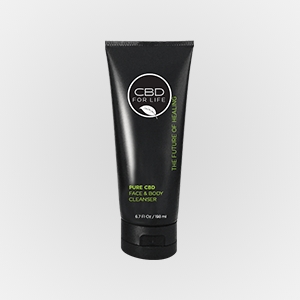 CBD
FOR LIFE
THE FUTURE OF HEALING
PURE CBD
FACE & BODY
CLEANSER
6.7 Fl Oz / 198 ml